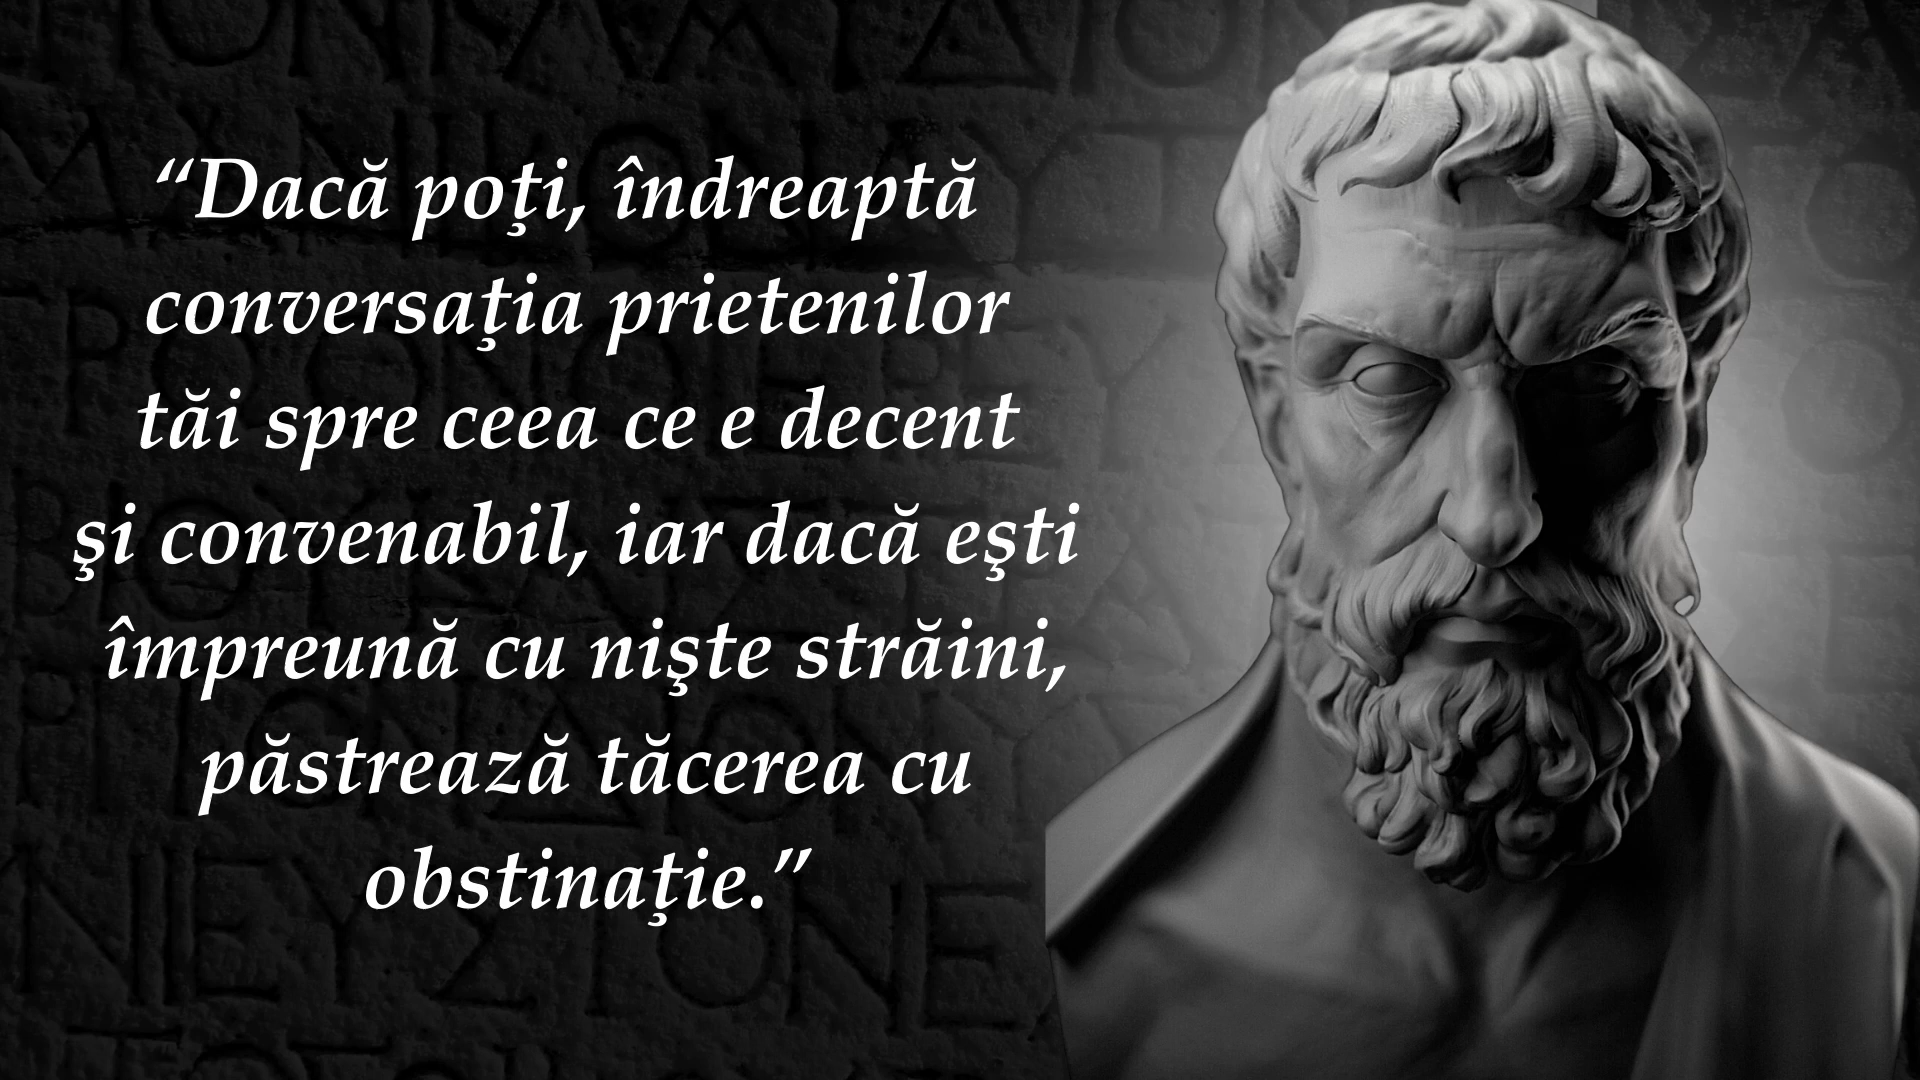 “Dacă poţi, îndreaptă
conversaţia prietenilor
tăi spre ceea ce e decent
şi convenabil, iar dacă eşti
împreună cu nişte străini,
păstrează tăcerea cu
obstinaţie.”